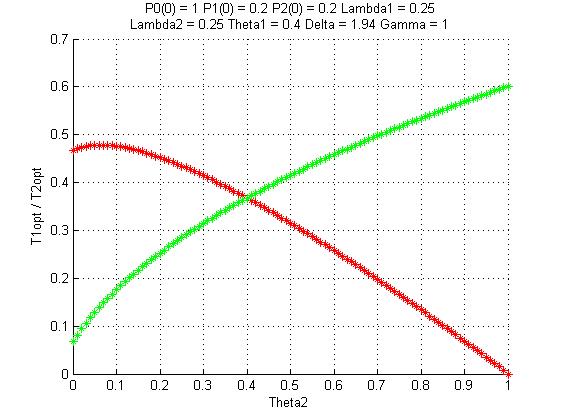 P0(0) = 1 P1(0) = 0.2 P2(0) = 0.2 Lambda1 = 0.25
Lambda2 = 0.25 Theta1 = 0.4 Delta = 1.94 Gamma = 1
0.7
0.6
0.5
0.4
0.3
0.2
0.1
0
T1opt / T2opt
0 0.1 0.2 0.3 0.4 0.5 0.6 0.7 0.8 0.9 1
Theta2